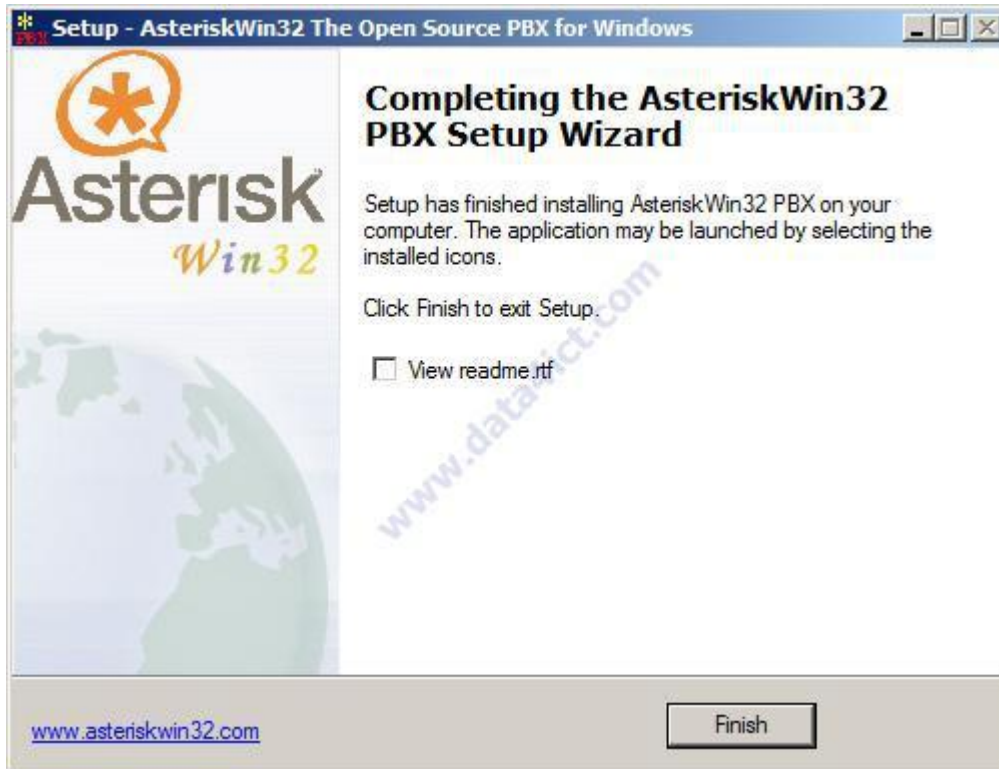 PBX
Setup - AsteriskWin32 The Open Source PBX for Windows
Asterisk
Win32
Completing the AsteriskWin32
PBX Setup Wizard
Setup has finished installing AsteriskWin32 PBX on your
computer. The application may be launched by selecting the
installed icons.
Click Finish to exit Setup.
View readme.rtf
www.data4ict.com
www.asteriskwin32.com
Finish